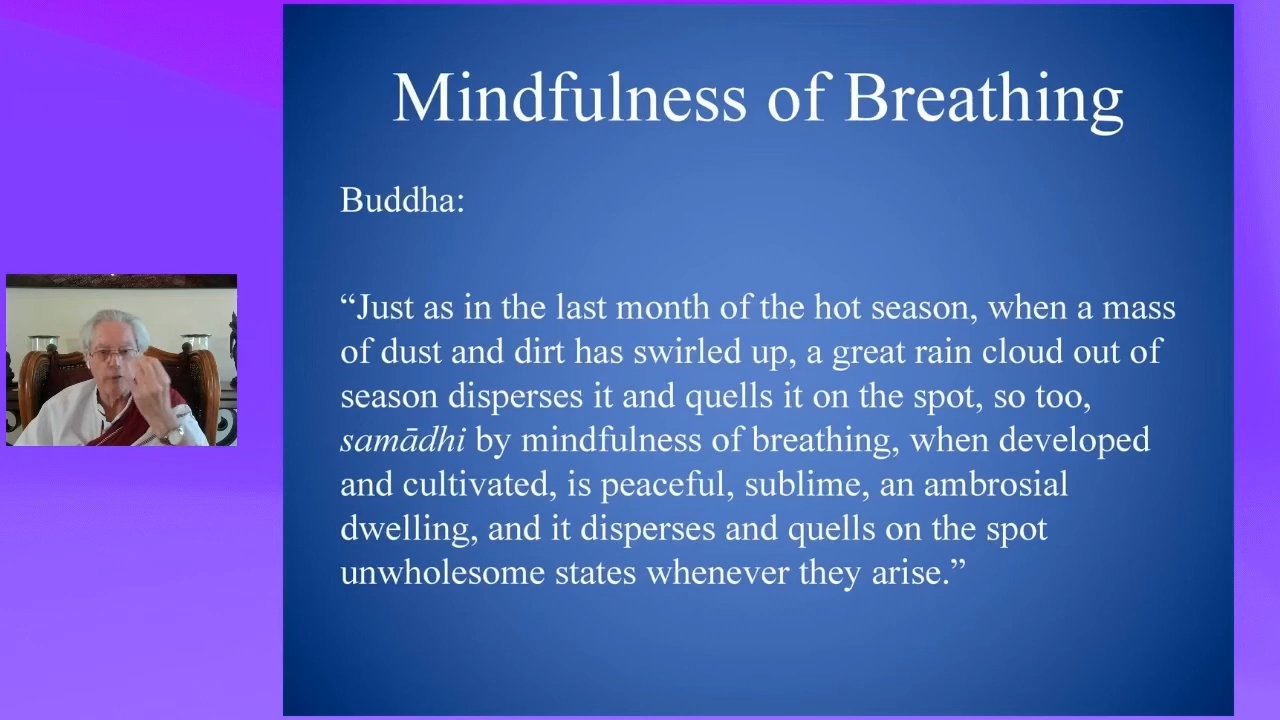 Mindfulness of Breathing
Buddha:
“Just as in the last month of the hot season, when a mass
of dust and dirt has swirled up, a great rain cloud out of
season disperses it and quells it on the spot, so too,
samādhi by mindfulness of breathing, when developed
and cultivated, is peaceful, sublime, an ambrosial
dwelling, and it disperses and quells on the spot
unwholesome states whenever they arise.”